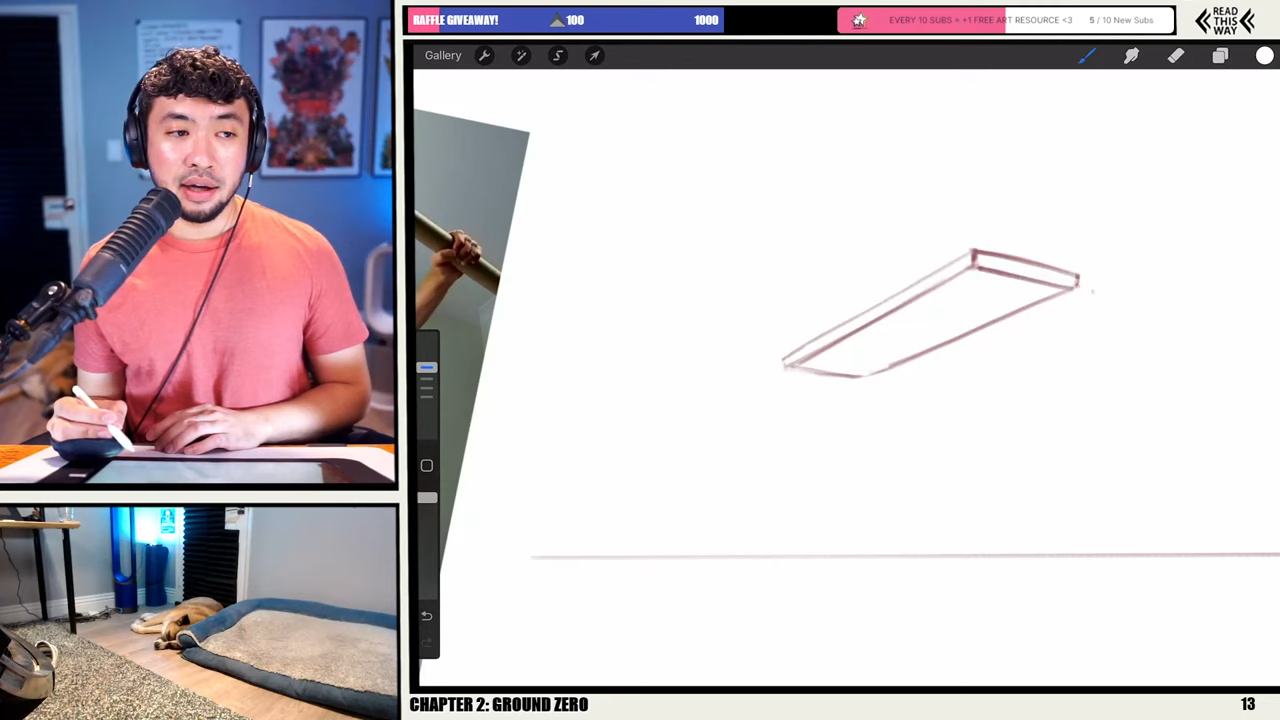 RAFFLE GIVEAWAY! 100 1000
EVERY 10 SUBS = +1 FREE ART RESOURCE <3 5 / 10 New Subs
READ
THIS
WAY
Gallery
CHAPTER 2: GROUND ZERO
13